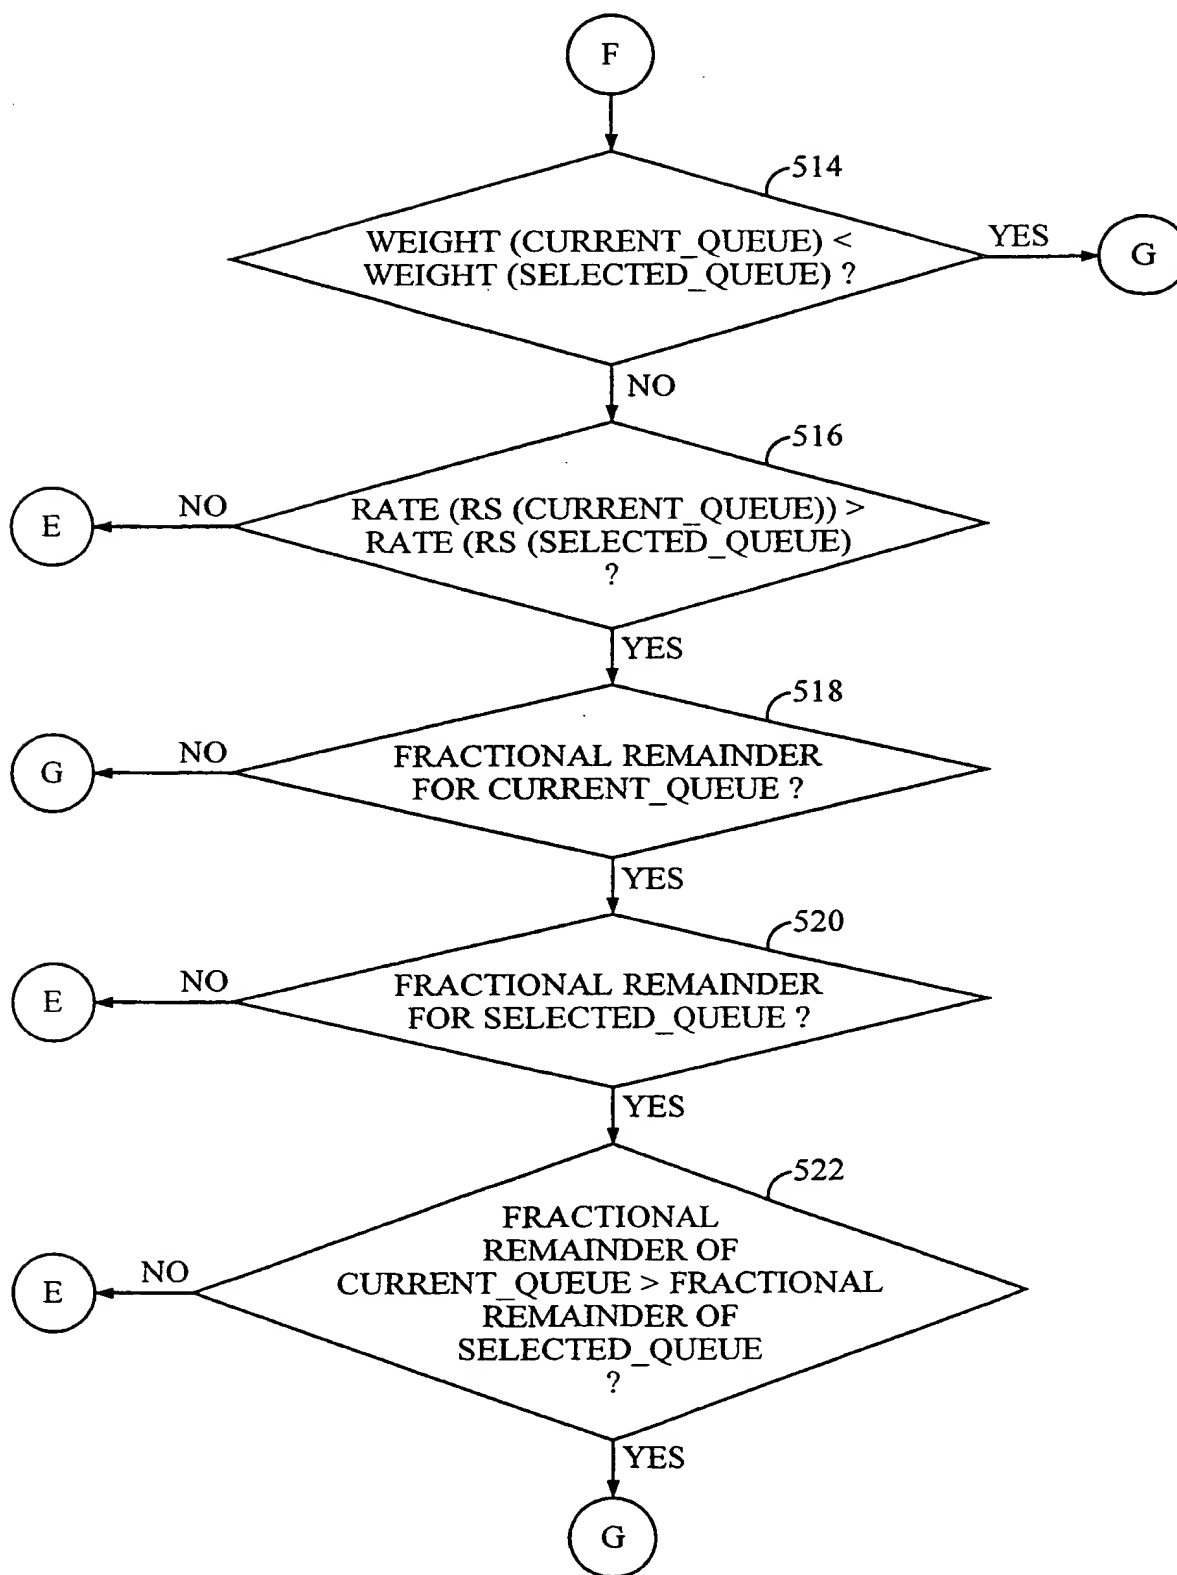 F
514
WEIGHT (CURRENT_QUEUE) <
WEIGHT (SELECTED_QUEUE) ?
YES
G
NO
516
RATE (RS (CURRENT_QUEUE)) >
RATE (RS (SELECTED_QUEUE)
?
NO
E
YES
518
FRACTIONAL REMAINDER
FOR CURRENT_QUEUE ?
NO
G
YES
520
FRACTIONAL REMAINDER
FOR SELECTED_QUEUE ?
NO
E
YES
522
FRACTIONAL
REMAINDER OF
CURRENT_QUEUE > FRACTIONAL
REMAINDER OF
SELECTED_QUEUE
?
NO
E
YES
G